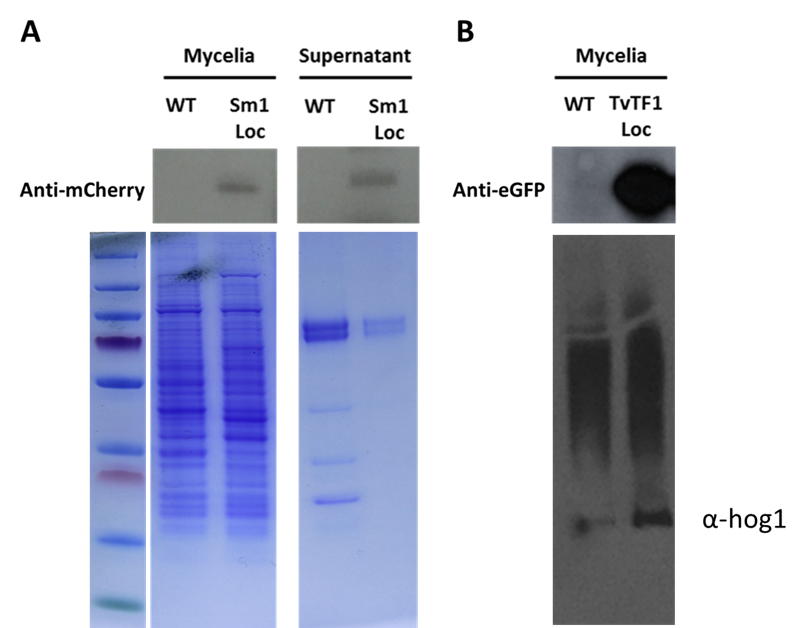 A
Mycelia
Supernatant
WT
Sm1
Loc
WT
Sm1
Loc
Anti-mCherry
B
Mycelia
WT
TvTF1
Loc
Anti-eGFP
α-hog1